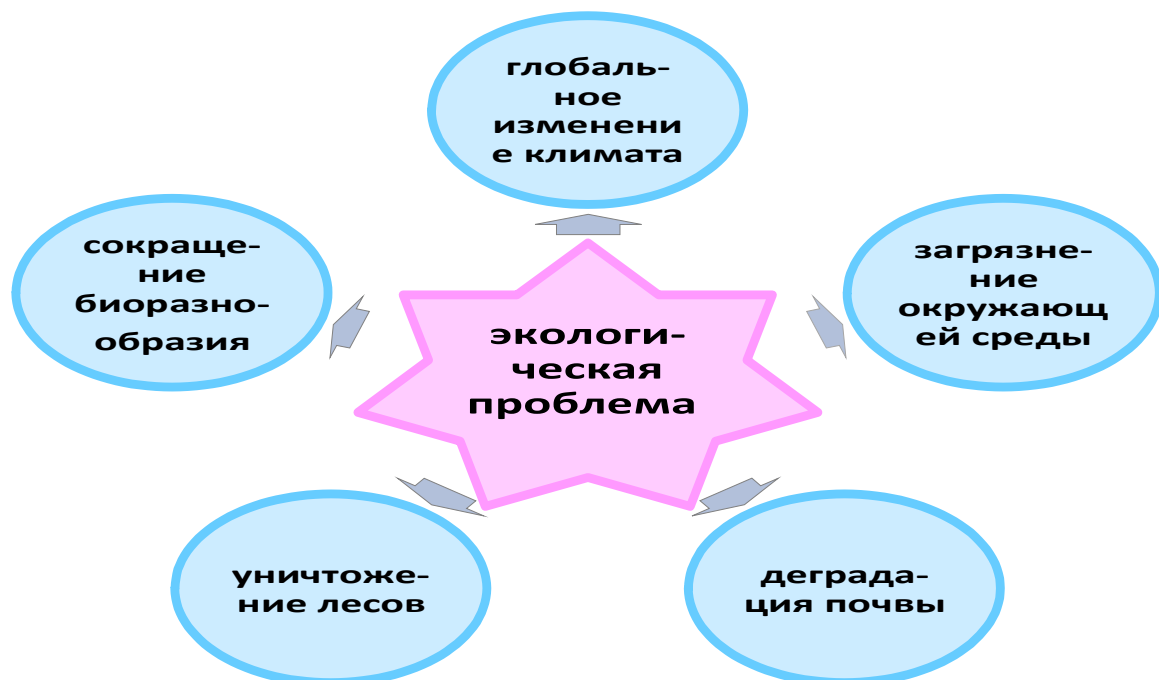 глобаль-
ное
изменени
е климата
сокраще-
ние
биоразно-
образия
загрязне-
ние
окружающ
ей среды
экологи-
ческая
проблема
уничтоже-
ние лесов
деграда-
ция почвы